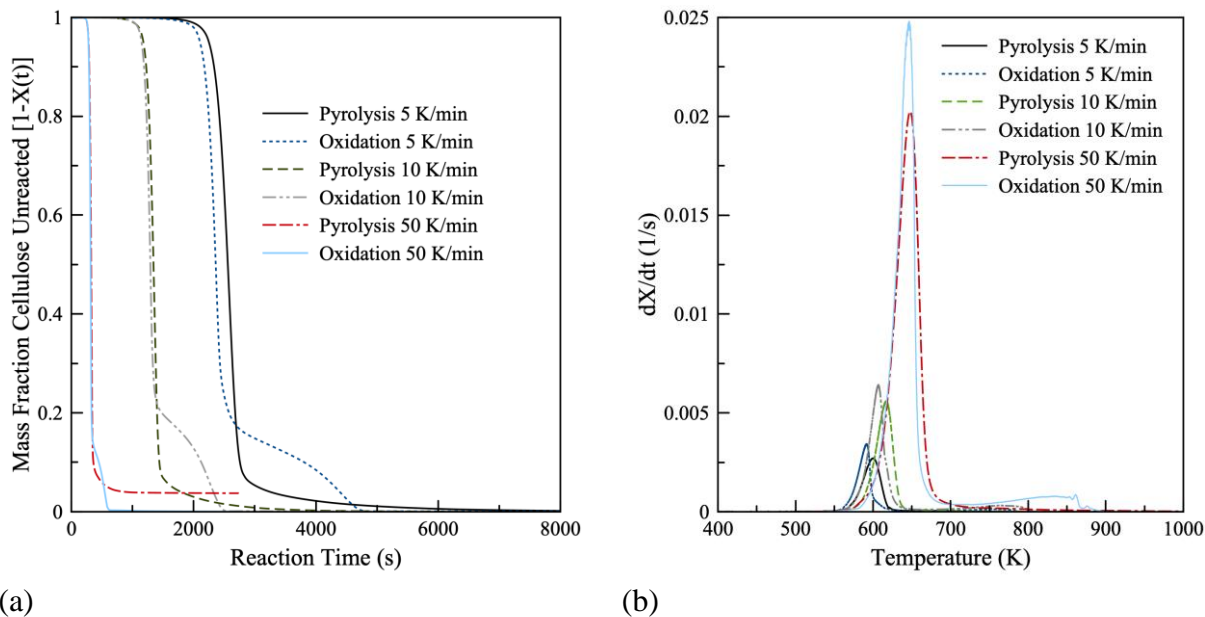 Mass Fraction Cellulose Unreacted [1-X(t)]
1
0.8
0.6
0.4
0.2
0
0
2000
4000
6000
8000
Reaction Time (s)
Pyrolysis 5 K/min
Oxidation 5 K/min
Pyrolysis 10 K/min
Oxidation 10 K/min
Pyrolysis 50 K/min
Oxidation 50 K/min
(a)
dX/dt (1/s)
0.025
0.02
0.015
0.01
0.005
0
400
500
600
700
800
900
1000
Temperature (K)
Pyrolysis 5 K/min
Oxidation 5 K/min
Pyrolysis 10 K/min
Oxidation 10 K/min
Pyrolysis 50 K/min
Oxidation 50 K/min
(b)